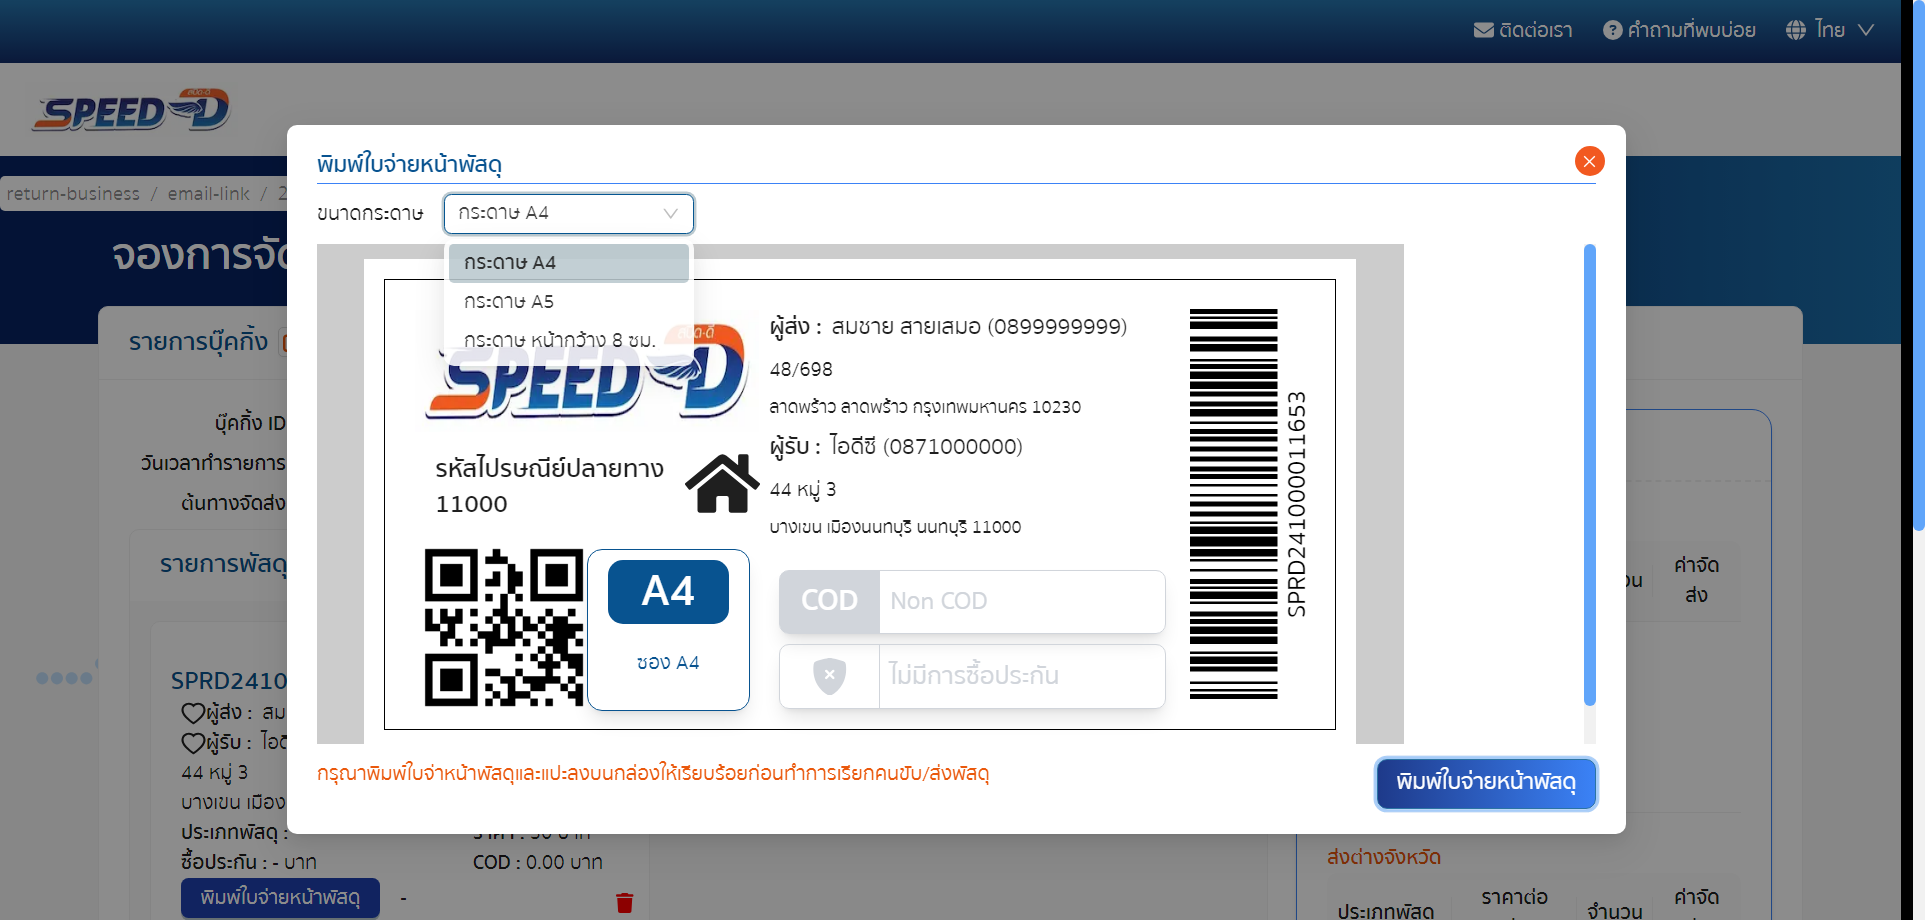 ติดต่อเรา
คำถามที่พบบ่อย
ไทย
สปีด-ดี
SPEED-D
return-business / email-link / 2
จองการจัด
รายการบุ๊คกิ้ง
บุ๊คกิ้ง ID
วันเวลาทำรายการ
ต้นทางจัดส่ง
รายการพัสดุ
SPRD2410
ผู้ส่ง : สม
ผู้รับ : ไอดี
44 หมู่ 3
บางเขน เมือง
ประเภทพัสดุ :
ซื้อประกัน : - บาท
COD : 0.00 บาท
พิมพ์ใบจ่ายหน้าพัสดุ
-
พิมพ์ใบจ่ายหน้าพัสดุ
ขนาดกระดาษ
กระดาษ A4
กระดาษ A4
กระดาษ A5
กระดาษ หน้ากว้าง 8 ซม.
สปีด-ดี
SPEED-D
รหัสไปรษณีย์ปลายทาง
11000
A4
ซอง A4
ผู้ส่ง : สมชาย สายเสมอ (0899999999)
48/698
ลาดพร้าว ลาดพร้าว กรุงเทพมหานคร 10230
ผู้รับ : ไอดีซี (0871000000)
44 หมู่ 3
บางเขน เมืองนนทบุรี นนทบุรี 11000
COD
Non COD
ไม่มีการซื้อประกัน
SPRD241000011653
กรุณาพิมพ์ใบจ่าหน้าพัสดุและแปะลงบนกล่องให้เรียบร้อยก่อนทำการเรียกคนขับ/ส่งพัสดุ
พิมพ์ใบจ่ายหน้าพัสดุ
ค่าจัด
ส่ง
ส่งต่างจังหวัด
ประเภทพัสดุ
ราคาต่อ
จำนวน
ค่าจัด